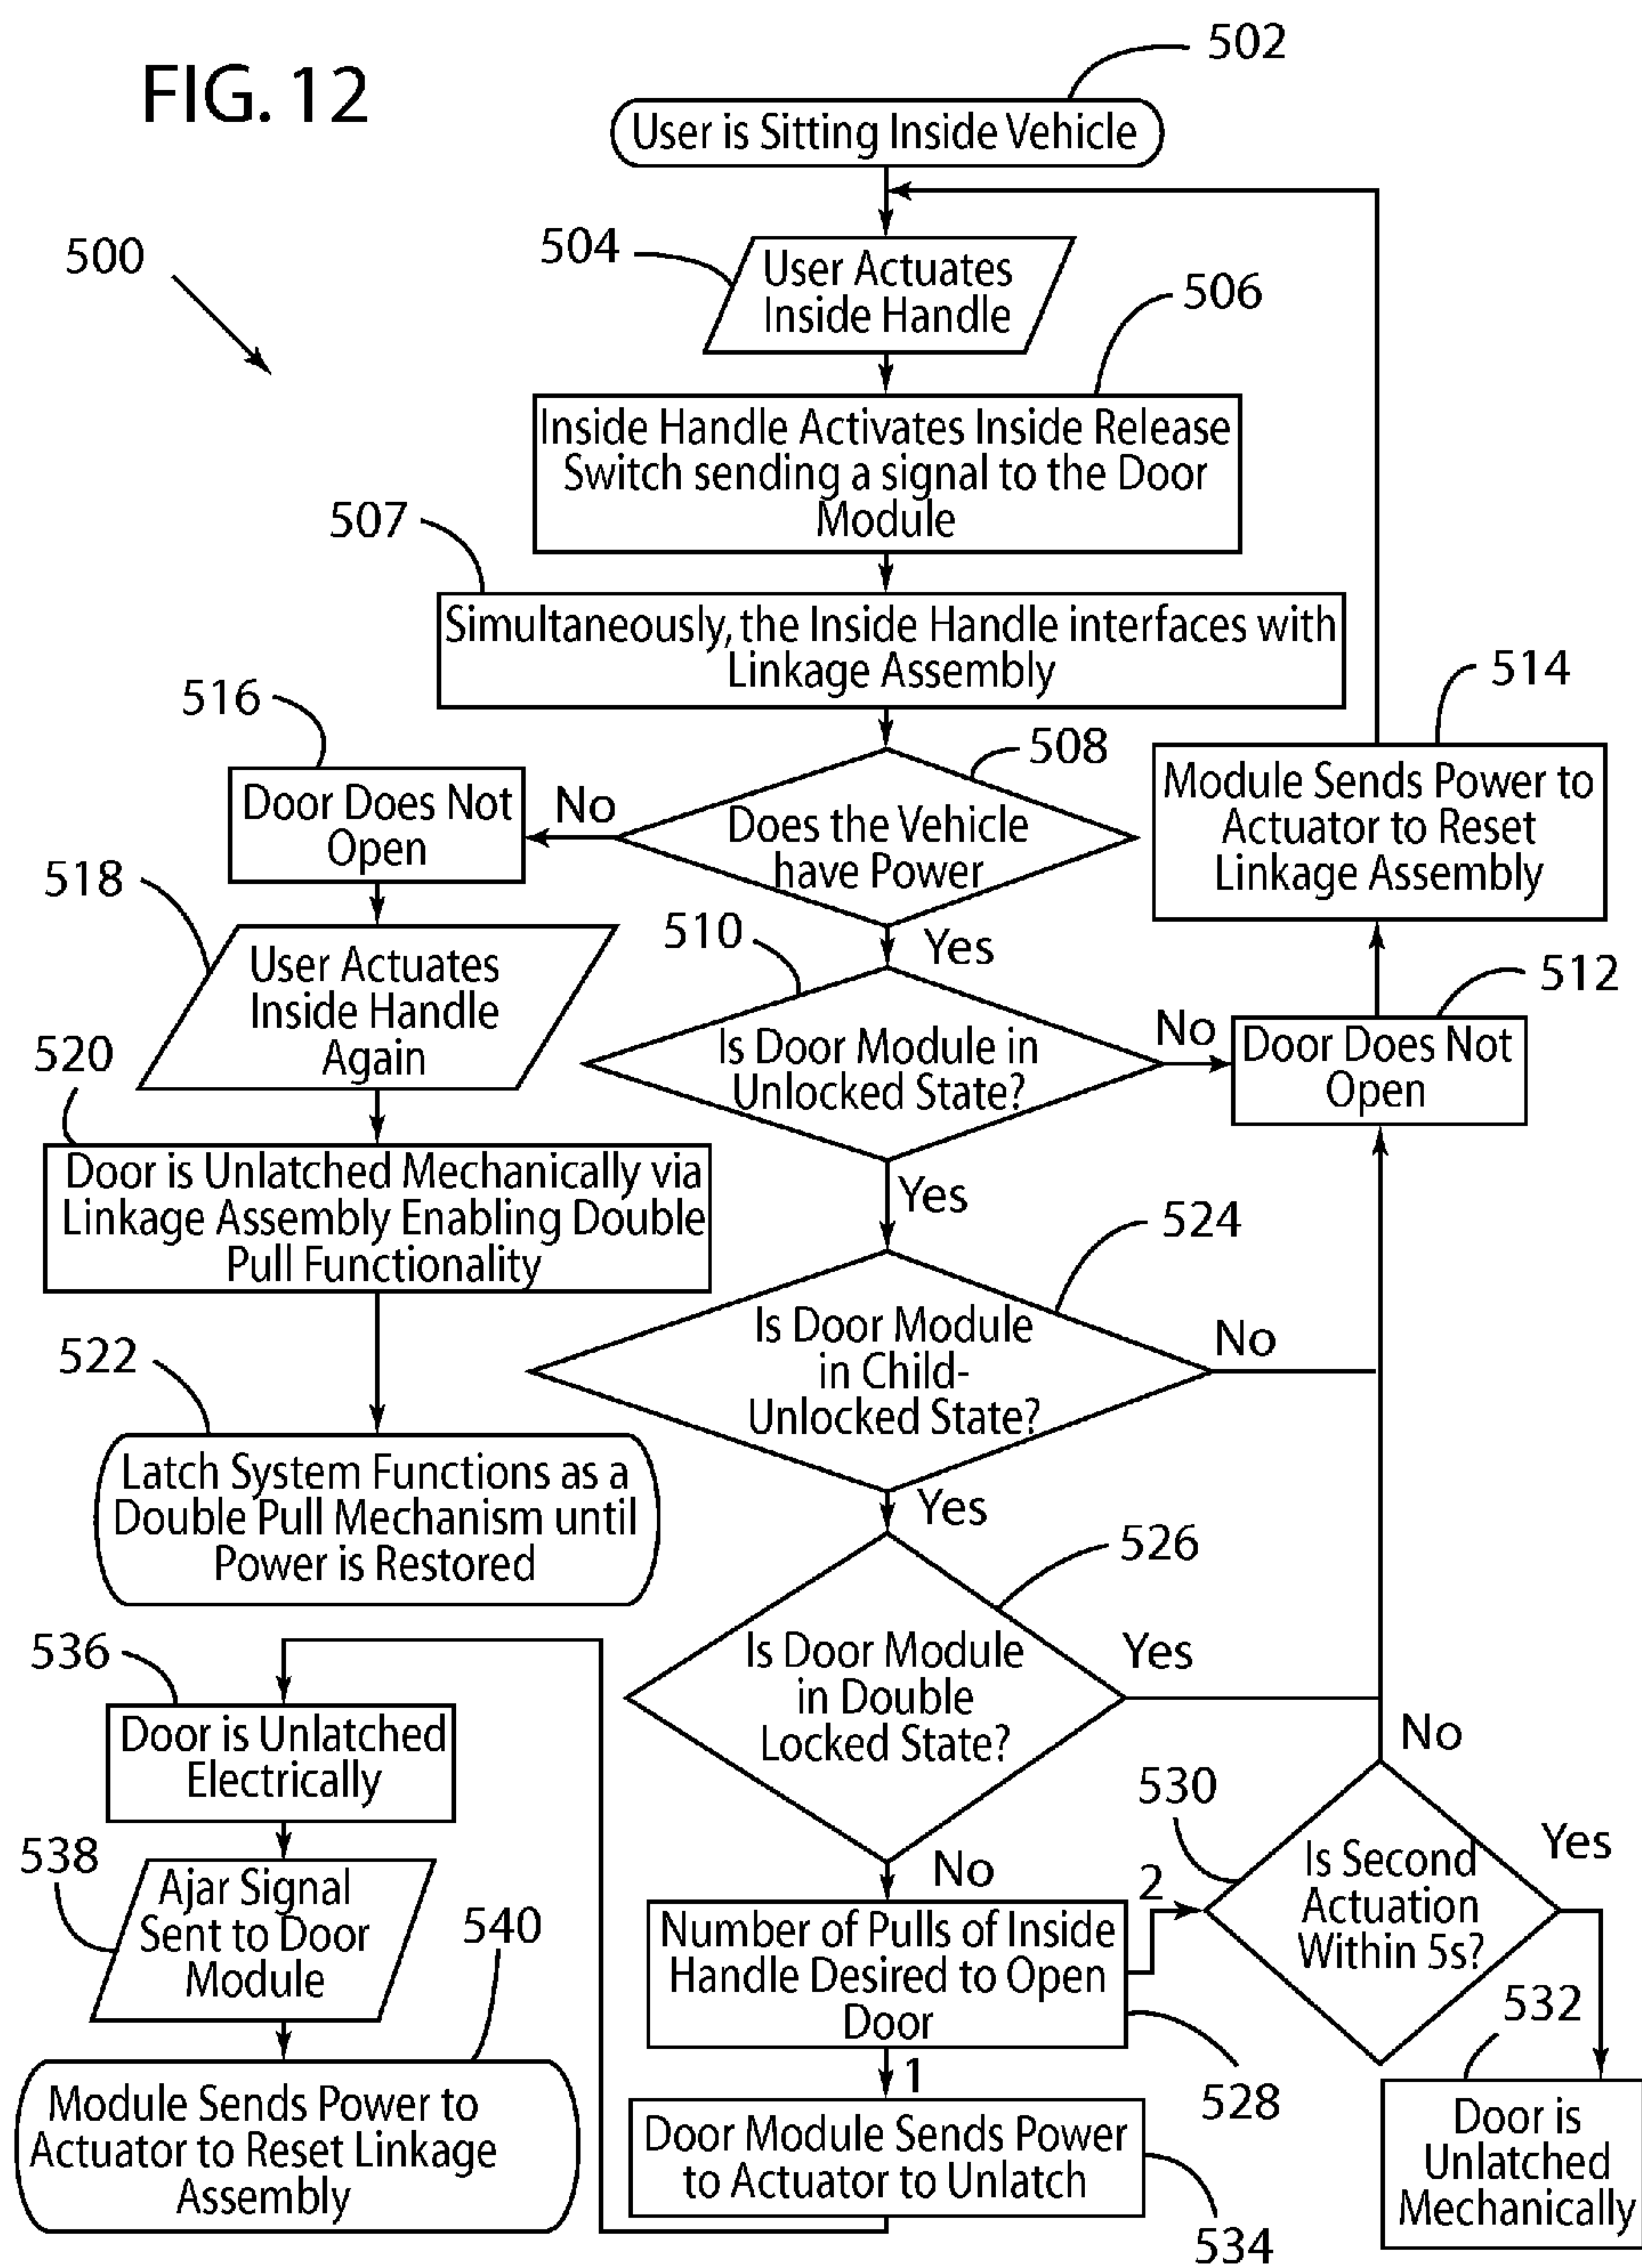 FIG. 12
502
User is Sitting Inside Vehicle
500
504
User Actuates
Inside Handle
506
Inside Handle Activates Inside Release
Switch sending a signal to the Door
Module
507
Simultaneously, the Inside Handle interfaces with
Linkage Assembly
508
Does the Vehicle
have Power
No
516
Door Does Not
Open
518
User Actuates
Inside Handle
Again
520
Door is Unlatched Mechanically via
Linkage Assembly Enabling Double
Pull Functionality
522
Latch System Functions as a
Double Pull Mechanism until
Power is Restored
Yes
510
Is Door Module in
Unlocked State?
No
512
Door Does Not
Open
514
Module Sends Power to
Actuator to Reset
Linkage Assembly
Yes
524
Is Door Module
in Child-
Unlocked State?
No
Yes
526
Is Door Module
in Double
Locked State?
Yes
No
528
Number of Pulls of Inside
Handle Desired to Open
Door
2
530
Is Second
Actuation
Within 5s?
No
Yes
532
Door is
Unlatched
Mechanically
1
534
Door Module Sends Power
to Actuator to Unlatch
536
Door is Unlatched
Electrically
538
Ajar Signal
Sent to Door
Module
540
Module Sends Power to
Actuator to Reset Linkage
Assembly